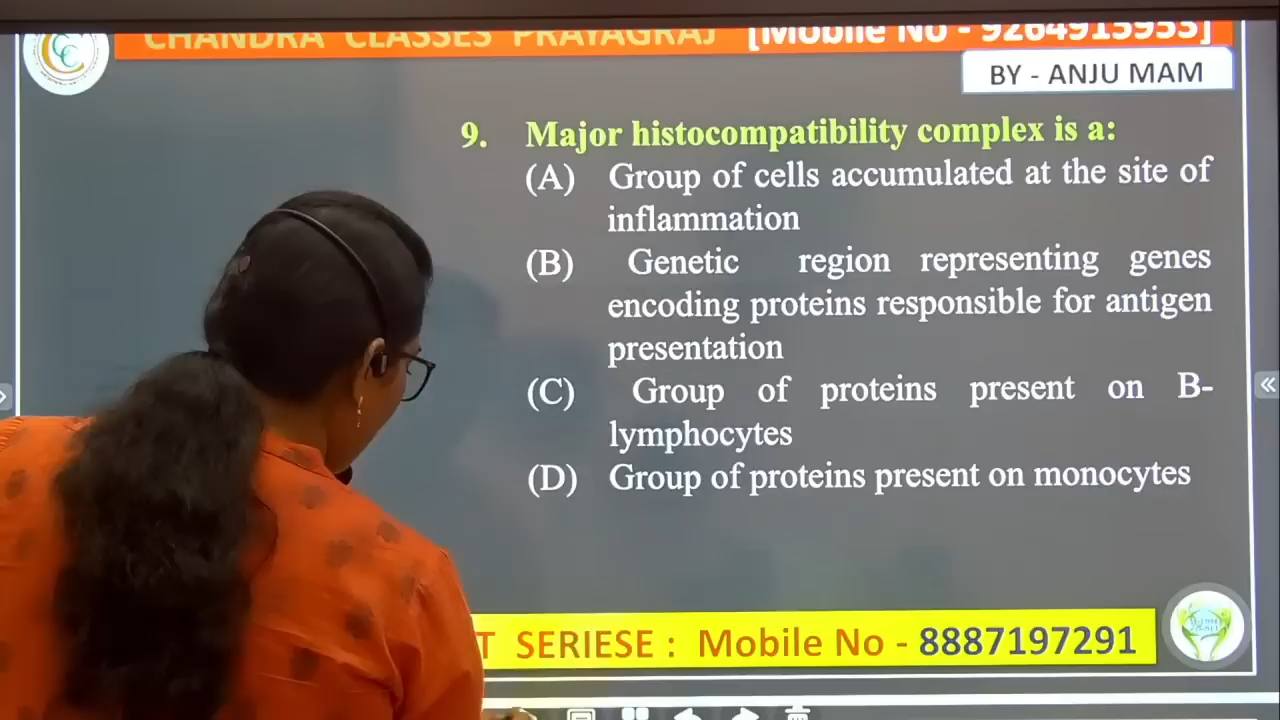 CHANDRA CLASSES PRAYAGRAJ [Mobile No - 9264915953]
BY - ANJU MAM
9. Major histocompatibility complex is a:
(A) Group of cells accumulated at the site of
inflammation
(B) Genetic region representing genes
encoding proteins responsible for antigen
presentation
(C) Group of proteins present on B-
lymphocytes
(D) Group of proteins present on monocytes
T SERIESE : Mobile No - 8887197291